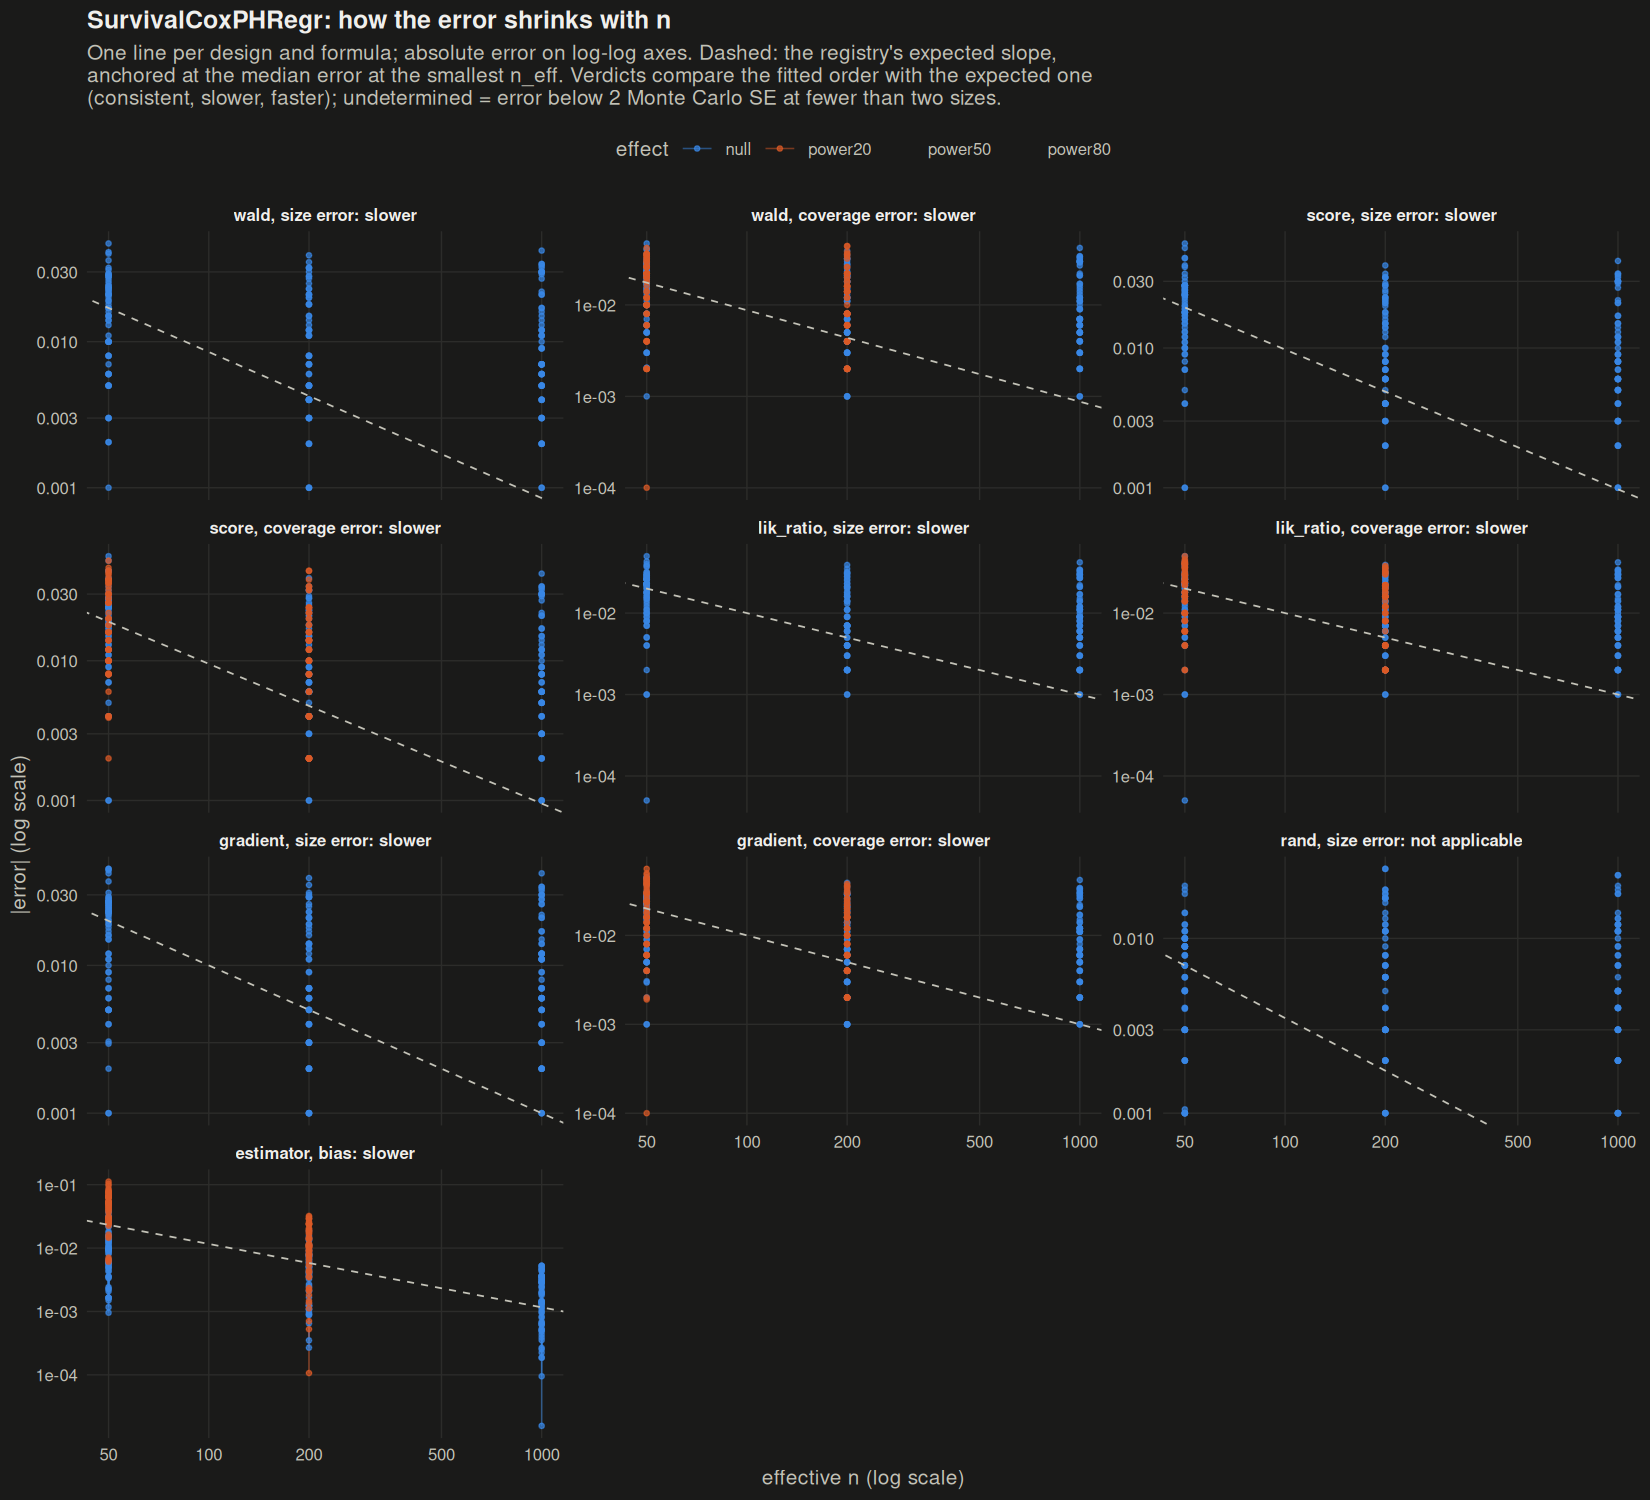 SurvivalCoxPHRegr: how the error shrinks with n
One line per design and formula; absolute error on log-log axes. Dashed: the registry's expected slope,
anchored at the median error at the smallest n_eff. Verdicts compare the fitted order with the expected one
(consistent, slower, faster); undetermined = error below 2 Monte Carlo SE at fewer than two sizes.
effect null power20 power50 power80
wald, size error: slower
wald, coverage error: slower
score, size error: slower
0.030
0.010
0.003
0.001
1e-02
1e-03
1e-04
0.030
0.010
0.003
0.001
score, coverage error: slower
lik_ratio, size error: slower
lik_ratio, coverage error: slower
0.030
0.010
0.003
0.001
1e-02
1e-03
1e-04
1e-02
1e-03
1e-04
gradient, size error: slower
gradient, coverage error: slower
rand, size error: not applicable
0.030
0.010
0.003
0.001
1e-02
1e-03
1e-04
0.010
0.003
0.001
50 100 200 500 1000
50 100 200 500 1000
estimator, bias: slower
1e-01
1e-02
1e-03
1e-04
50 100 200 500 1000
|error| (log scale)
effective n (log scale)